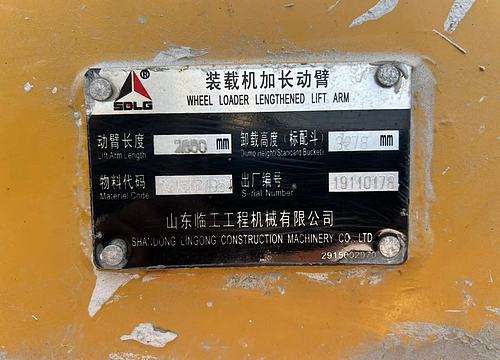 SDLG ®
装载机加长动臂
WHEEL LOADER LENGTHENED LIFT ARM
动臂长度 mm 卸载高度（标配斗） 3278 mm
Lift Arm Length Dump Height(Standard Bucket)
物料代码 出厂编号 19110178
Materiel Code Serial Number
山东临工工程机械有限公司
SHANDONG LINGONG CONSTRUCTION MACHINERY CO., LTD.
2915002070